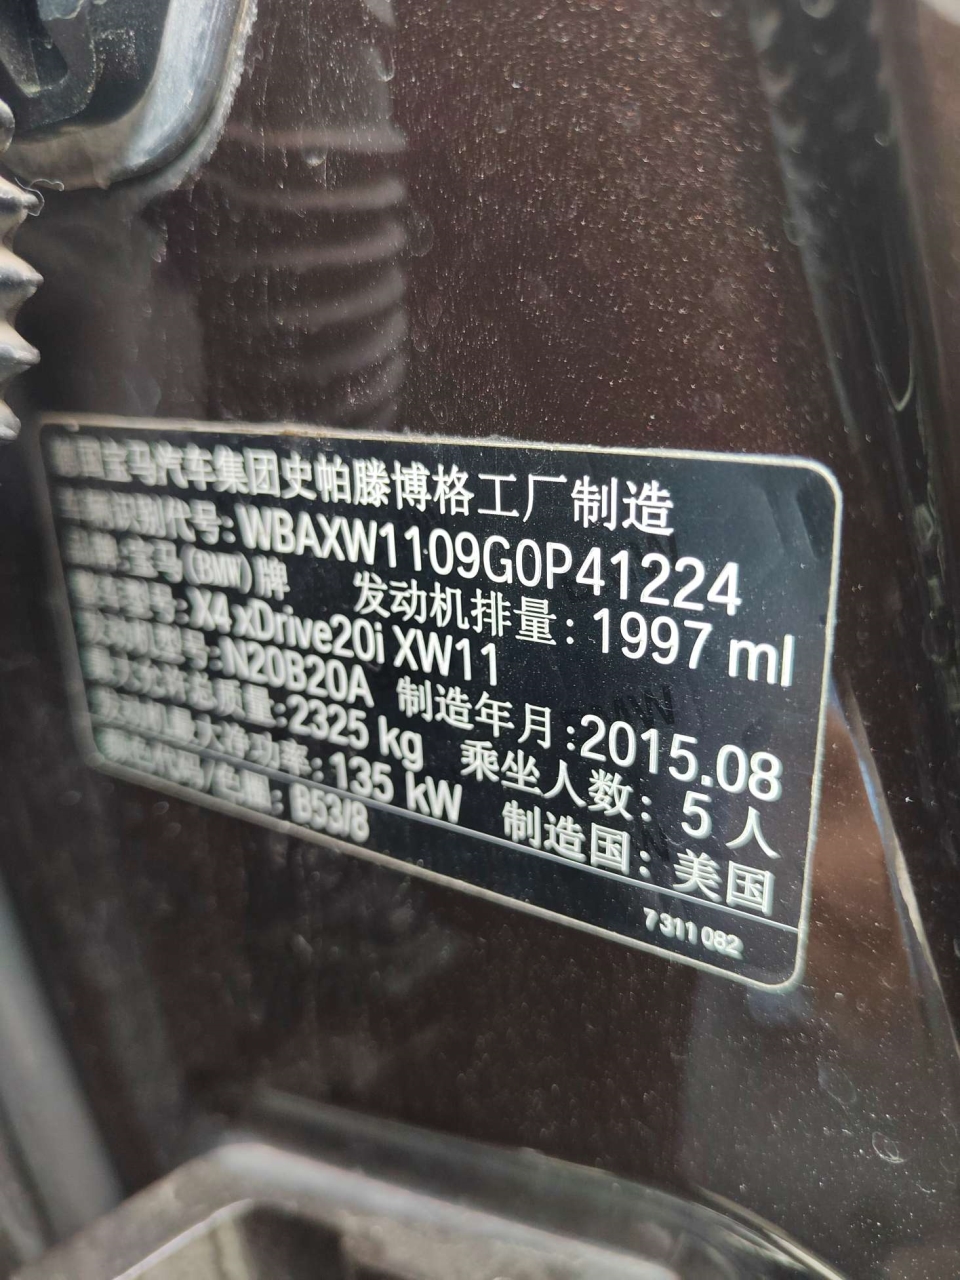 德国宝马汽车集团史帕滕博格工厂制造
车辆识别代号:WBAXW1109G0P41224
品牌:宝马(BMW)牌 发动机排量:1997 ml
整车型号:X4 xDrive20i XW11
发动机型号:N20B20A 制造年月:2015.08
最大允许总质量:2325 kg 乘坐人数:5人
发动机最大净功率:135 kW 制造国:美国
颜色代码/色漆:B53/8
7311082